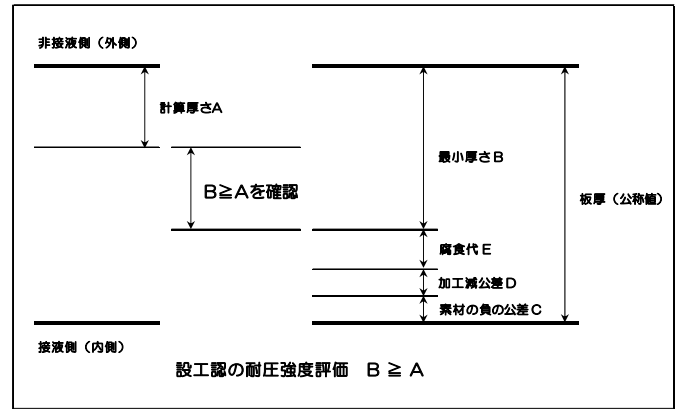 非接液側（外側）
計算厚さA
最小厚さB
B≧Aを確認
板厚（公称値）
腐食代E
加工減公差D
素材の負の公差C
接液側（内側）
設工認の耐圧強度評価　B ≧ A